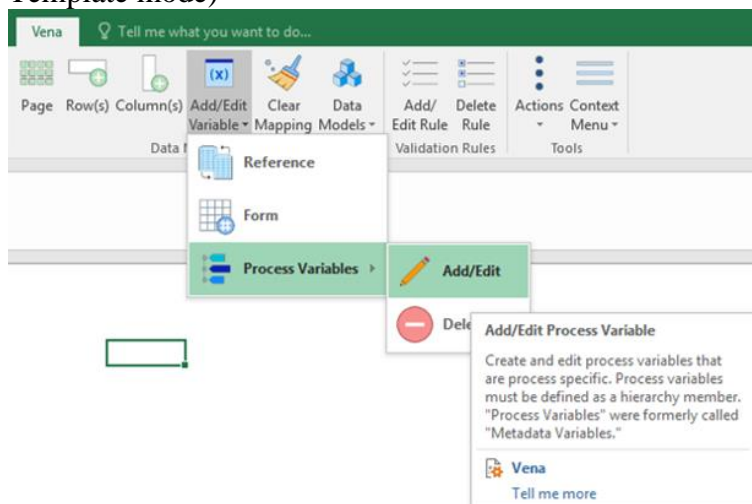 Template mode)
Vena
Tell me what you want to do...
Page Row(s) Column(s) Add/Edit Variable Clear Mapping Data Models Add/ Edit Rule Delete Rule Actions Context Menu
Data
Validation Rules
Tools
Reference
Form
Process Variables
Add/Edit
Add/Edit Process Variable
Create and edit process variables that
are process specific. Process variables
must be defined as a hierarchy member.
"Process Variables" were formerly called
"Metadata Variables."
Vena
Tell me more